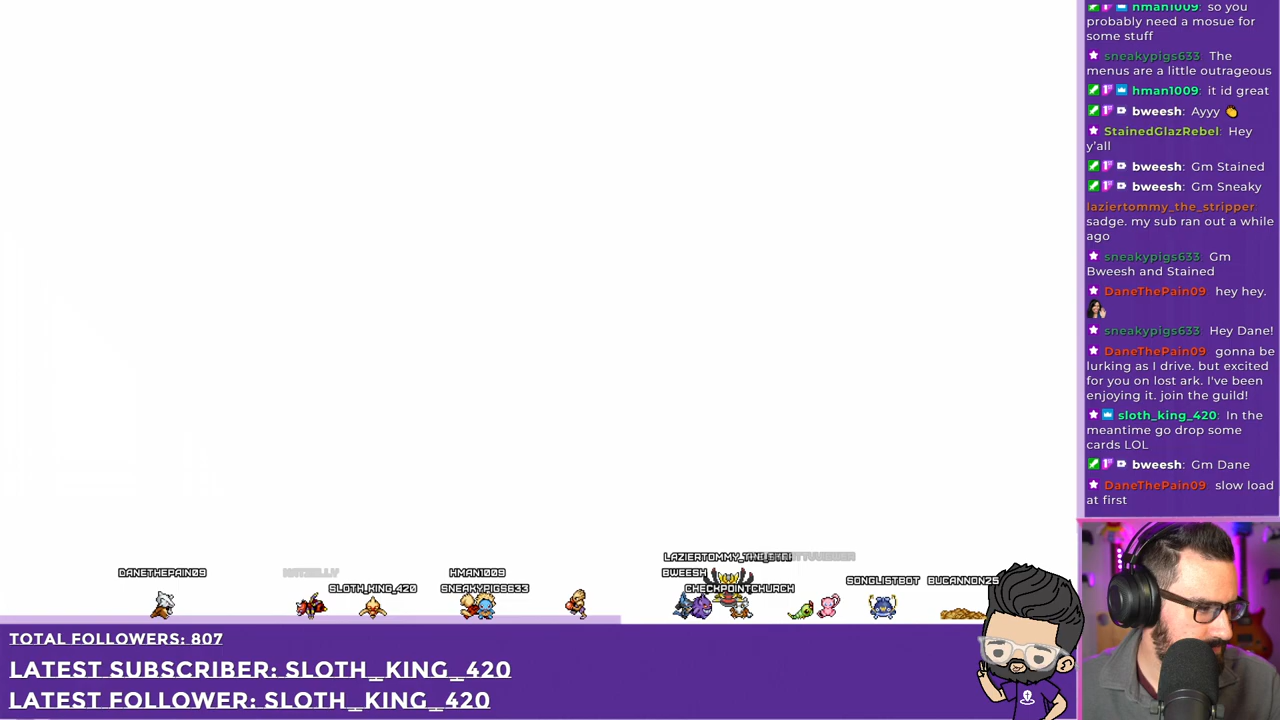 hman1009: so you
probably need a mosue for
some stuff
sneakypigs633 The
menus are a little outrageous
hman1009: it id great
bweesh: Ayyy
StainedGlazRebel: Hey
y'all
bweesh: Gm Stained
bweesh: Gm Sneaky
laziertommy_the_stripper
sadge. my sub ran out a while
ago
sneakypigs633 Gm
Bweesh and Stained
DaneThePain09 hey hey.
sneakypigs633 Hey Dane!
DaneThePain09 gonna be
lurking as I drive. but excited
for you on lost ark. I've been
enjoying it. join the guild!
sloth_king_420: In the
meantime go drop some
cards LOL
bweesh: Gm Dane
DaneThePain09 slow load
at first
DANETHEPAIN09
SLOTH_KING_420
HMAN1009
SNEAKYPIGS633
BWEESH
CHECKPOINTCHURCH
SONGLISTBOT
BUCANNON25
TOTAL FOLLOWERS: 807
LATEST SUBSCRIBER: SLOTH_KING_420
LATEST FOLLOWER: SLOTH_KING_420